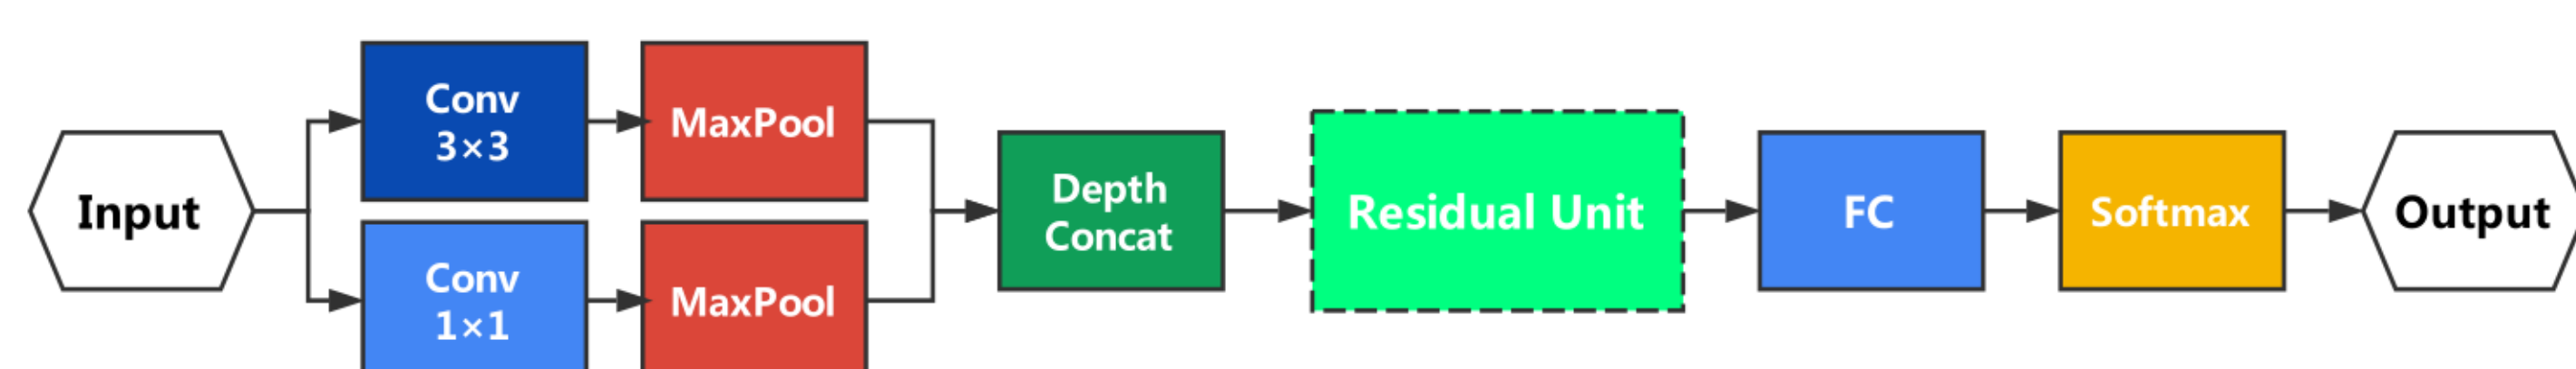 Input
Conv
3×3
MaxPool
Conv
1×1
MaxPool
Depth
Concat
Residual Unit
FC
Softmax
Output